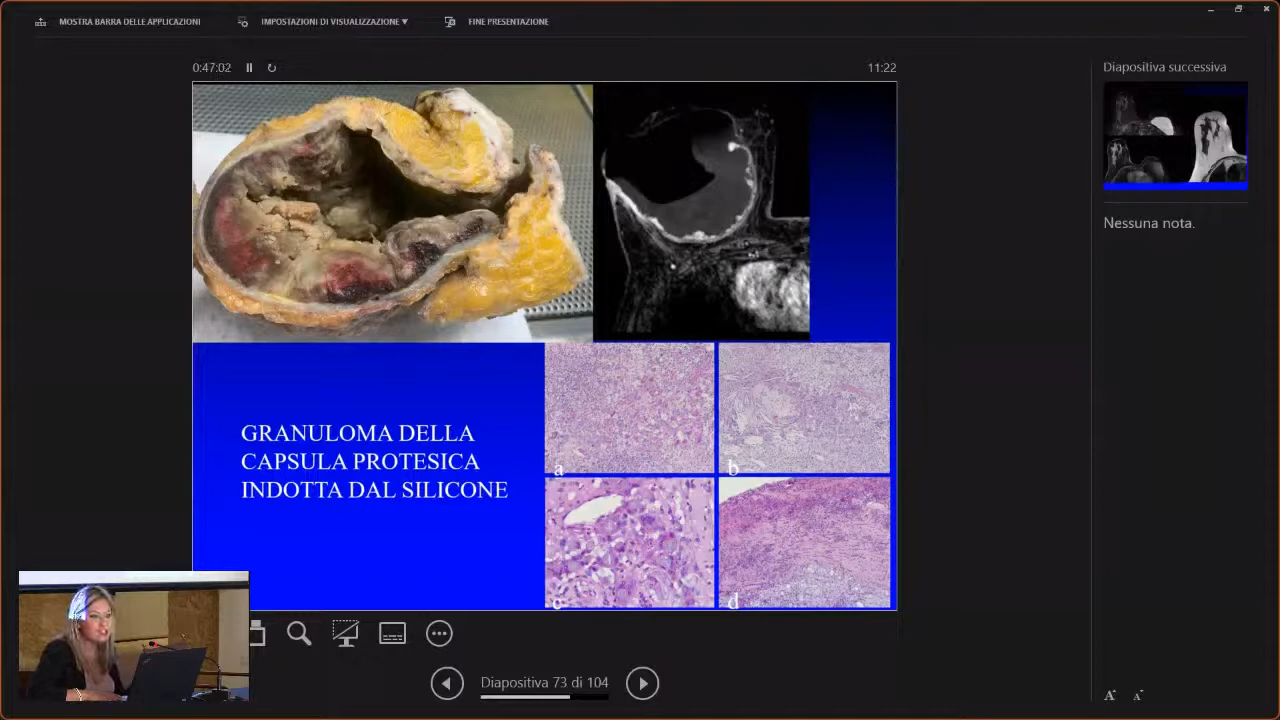 MOSTRA BARRA DELLE APPLICAZIONI
IMPOSTAZIONI DI VISUALIZZAZIONE ▼
FINE PRESENTAZIONE
0:47:02
11:22
Diapositiva successiva
Nessuna nota.
GRANULOMA DELLA
CAPSULA PROTESICA
INDOTTA DAL SILICONE
a
b
c
d
Diapositiva 73 di 104
A
A